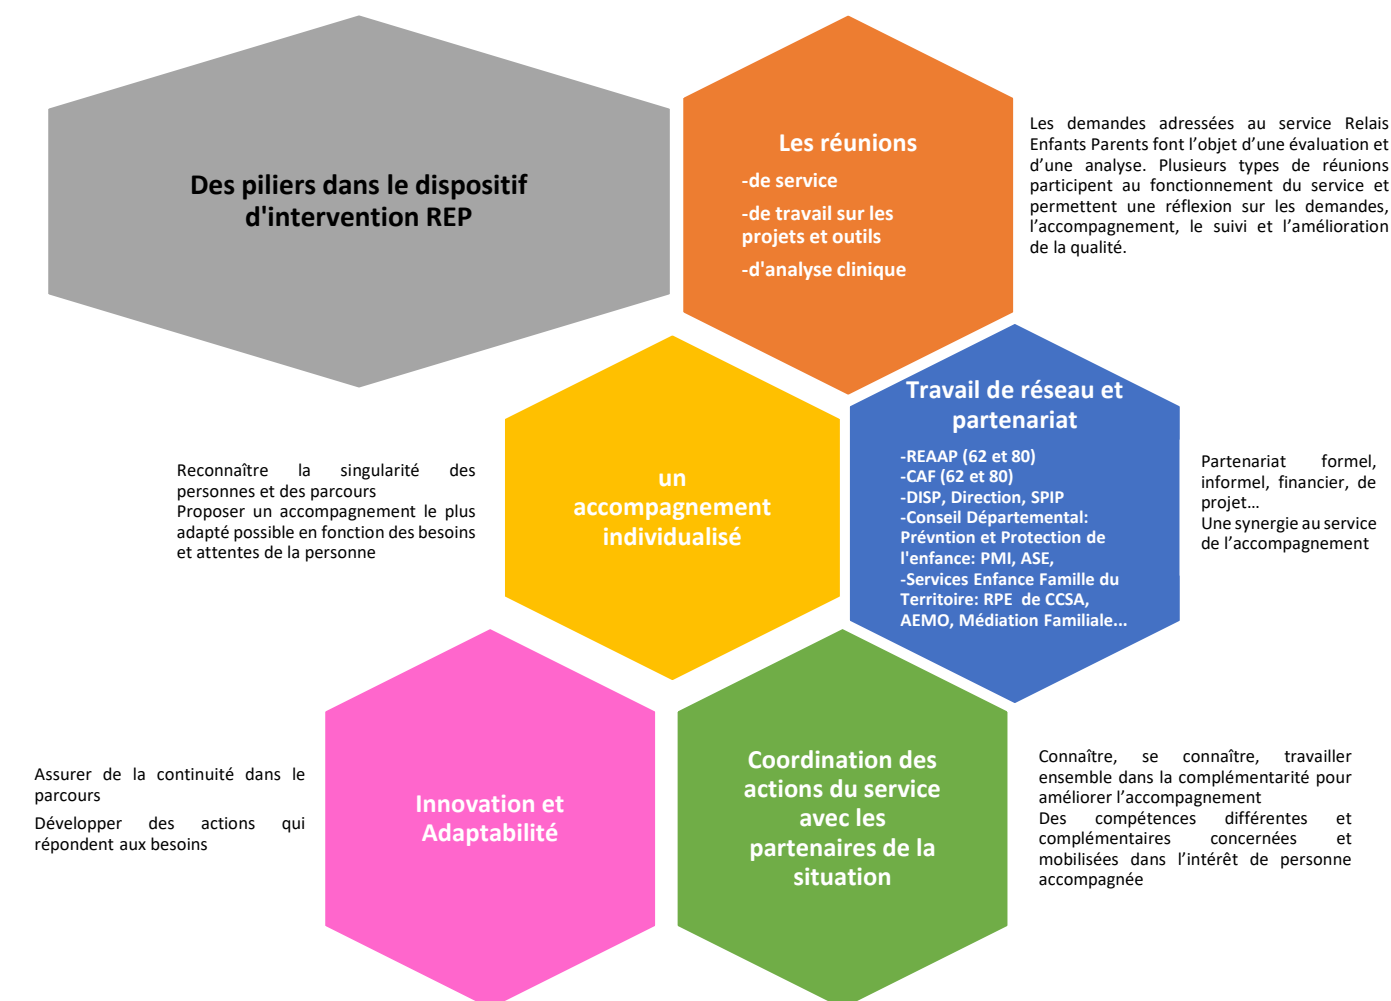 Des piliers dans le dispositif
d'intervention REP
Les réunions
-de service
-de travail sur les
projets et outils
-d'analyse clinique
Les demandes adressées au service Relais
Enfants Parents font l’objet d’une évaluation et
d’une analyse. Plusieurs types de réunions
participent au fonctionnement du service et
permettent une réflexion sur les demandes,
l’accompagnement, le suivi et l’amélioration
de la qualité.
Reconnaître la singularité des
personnes et des parcours
Proposer un accompagnement le plus
adapté possible en fonction des besoins
et attentes de la personne
un
accompagnement
individualisé
Travail de réseau et
partenariat
-REAAP (62 et 80)
-CAF (62 et 80)
-DISP, Direction, SPIP
-Conseil Départemental:
Prévntion et Protection de
l'enfance: PMI, ASE,
-Services Enfance Famille du
Territoire: RPE de CCSA,
AEMO, Médiation Familiale...
Partenariat formel,
informel, financier, de
projet…
Une synergie au service
de l’accompagnement
Assurer de la continuité dans le
parcours
Développer des actions qui
répondent aux besoins
Innovation et
Adaptabilité
Coordination des
actions du service
avec les
partenaires de la
situation
Connaître, se connaître, travailler
ensemble dans la complémentarité pour
améliorer l’accompagnement
Des compétences différentes et
complémentaires concernées et
mobilisées dans l’intérêt de personne
accompagnée